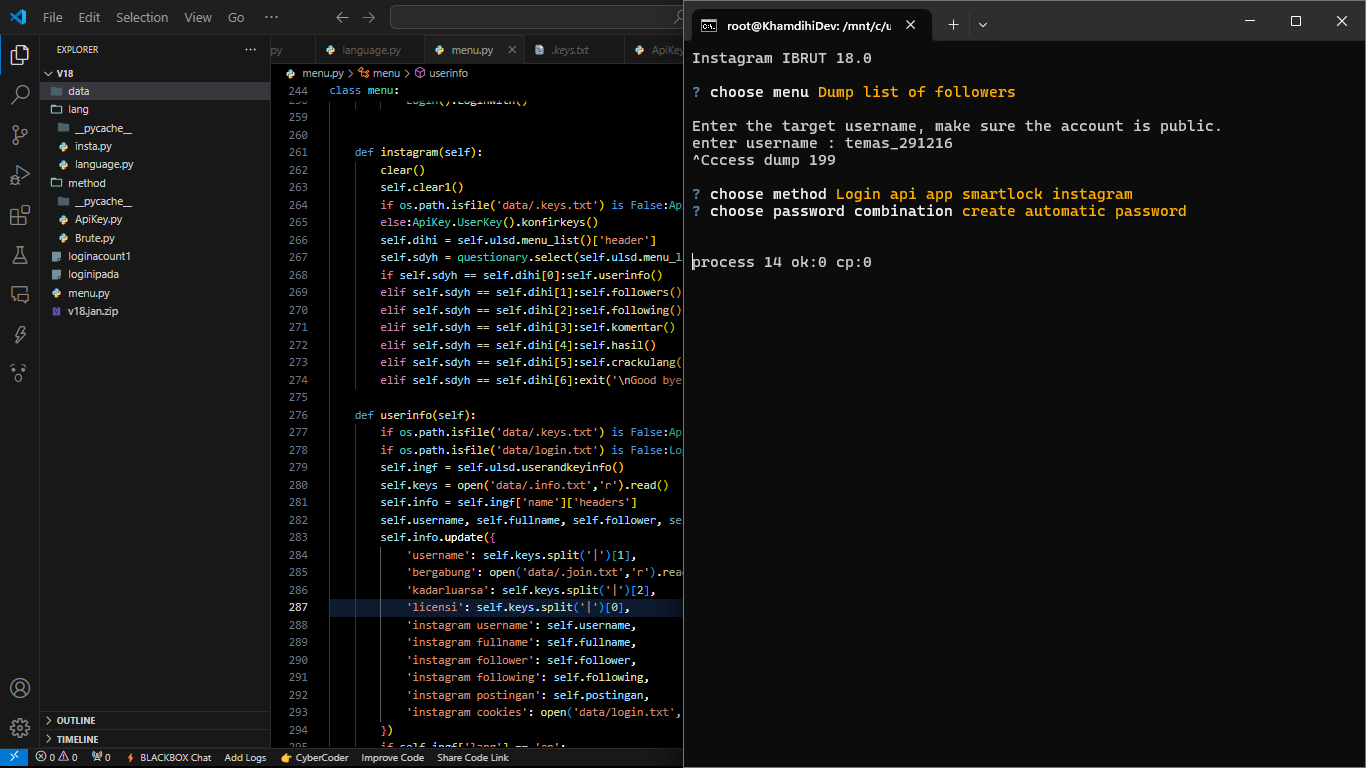 File Edit Selection View Go ···
EXPLORER ···
V18
data
lang
__pycache__
insta.py
language.py
method
__pycache__
ApiKey.py
Brute.py
loginacount1
loginipada
menu.py
v18.jan.zip
OUTLINE
TIMELINE
py language.py menu.py .keys.txt ApiKey
menu.py > menu > userinfo
244 class menu:
259
260
261 def instagram(self):
262 clear()
263 self.clear1()
264 if os.path.isfile('data/.keys.txt') is False:Ap
265 else:ApiKey.UserKey().konfirkeys()
266 self.dihi = self.ulsd.menu_list()['header']
267 self.sdyh = questionary.select(self.ulsd.menu_l
268 if self.sdyh == self.dihi[0]:self.userinfo()
269 elif self.sdyh == self.dihi[1]:self.followers()
270 elif self.sdyh == self.dihi[2]:self.following()
271 elif self.sdyh == self.dihi[3]:self.komentar()
272 elif self.sdyh == self.dihi[4]:self.hasil()
273 elif self.sdyh == self.dihi[5]:self.crackulang(
274 elif self.sdyh == self.dihi[6]:exit('\nGood bye
275
276 def userinfo(self):
277 if os.path.isfile('data/.keys.txt') is False:Ap
278 if os.path.isfile('data/login.txt') is False:Lo
279 self.ingf = self.ulsd.userandkeyinfo()
280 self.keys = open('data/.info.txt','r').read()
281 self.info = self.ingf['name']['headers']
282 self.username, self.fullname, self.follower, se
283 self.info.update({
284 'username': self.keys.split('|')[1],
285 'bergabung': open('data/.join.txt','r').rea
286 'kadarluarsa': self.keys.split('|')[2],
287 'licensi': self.keys.split('|')[0],
288 'instagram username': self.username,
289 'instagram fullname': self.fullname,
290 'instagram follower': self.follower,
291 'instagram following': self.following,
292 'instagram postingan': self.postingan,
293 'instagram cookies': open('data/login.txt',
294 })
0 0 0 BLACKBOX Chat Add Logs CyberCoder Improve Code Share Code Link
root@KhamdihiDev: /mnt/c/u
Instagram IBRUT 18.0
? choose menu Dump list of followers
Enter the target username, make sure the account is public.
enter username : temas_291216
^Cccess dump 199
? choose method Login api app smartlock instagram
? choose password combination create automatic password
process 14 ok:0 cp:0